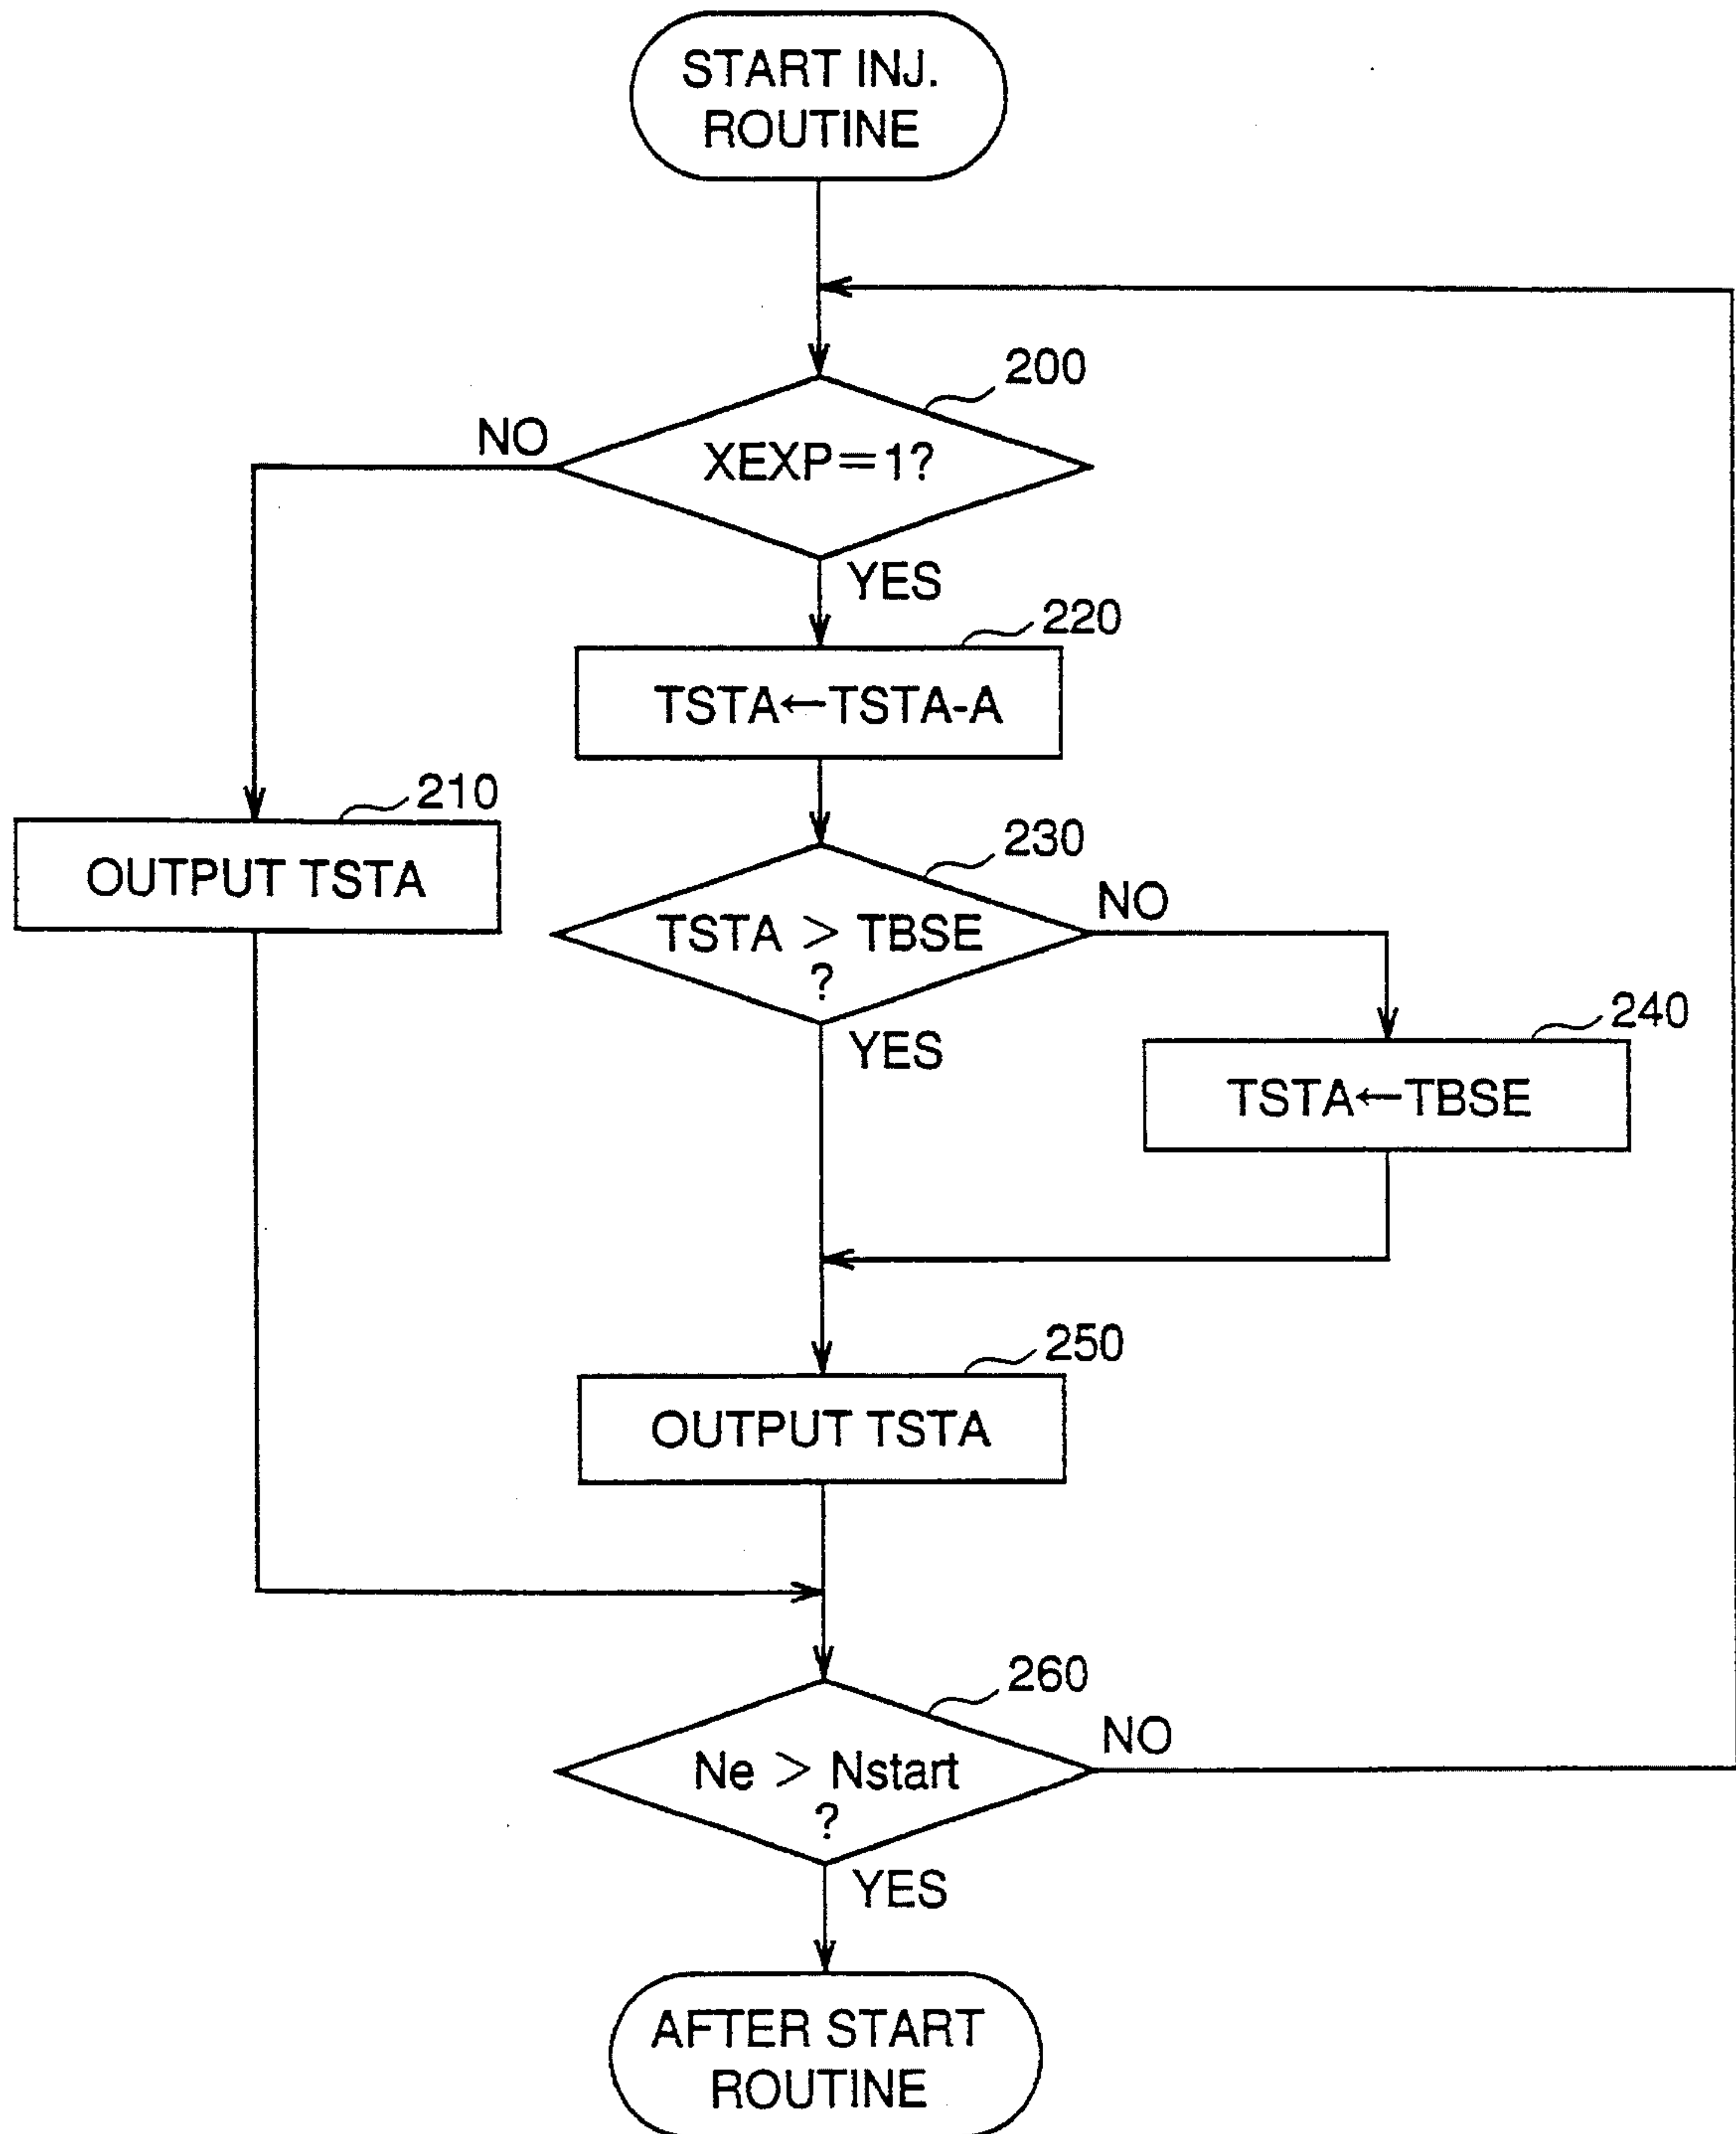 START INJ.
ROUTINE
200
NO
XEXP=1?
YES
220
TSTA←TSTA-A
210
OUTPUT TSTA
230
NO
TSTA > TBSE
?
YES
240
TSTA←TBSE
250
OUTPUT TSTA
260
NO
Ne > Nstart
?
YES
AFTER START
ROUTINE